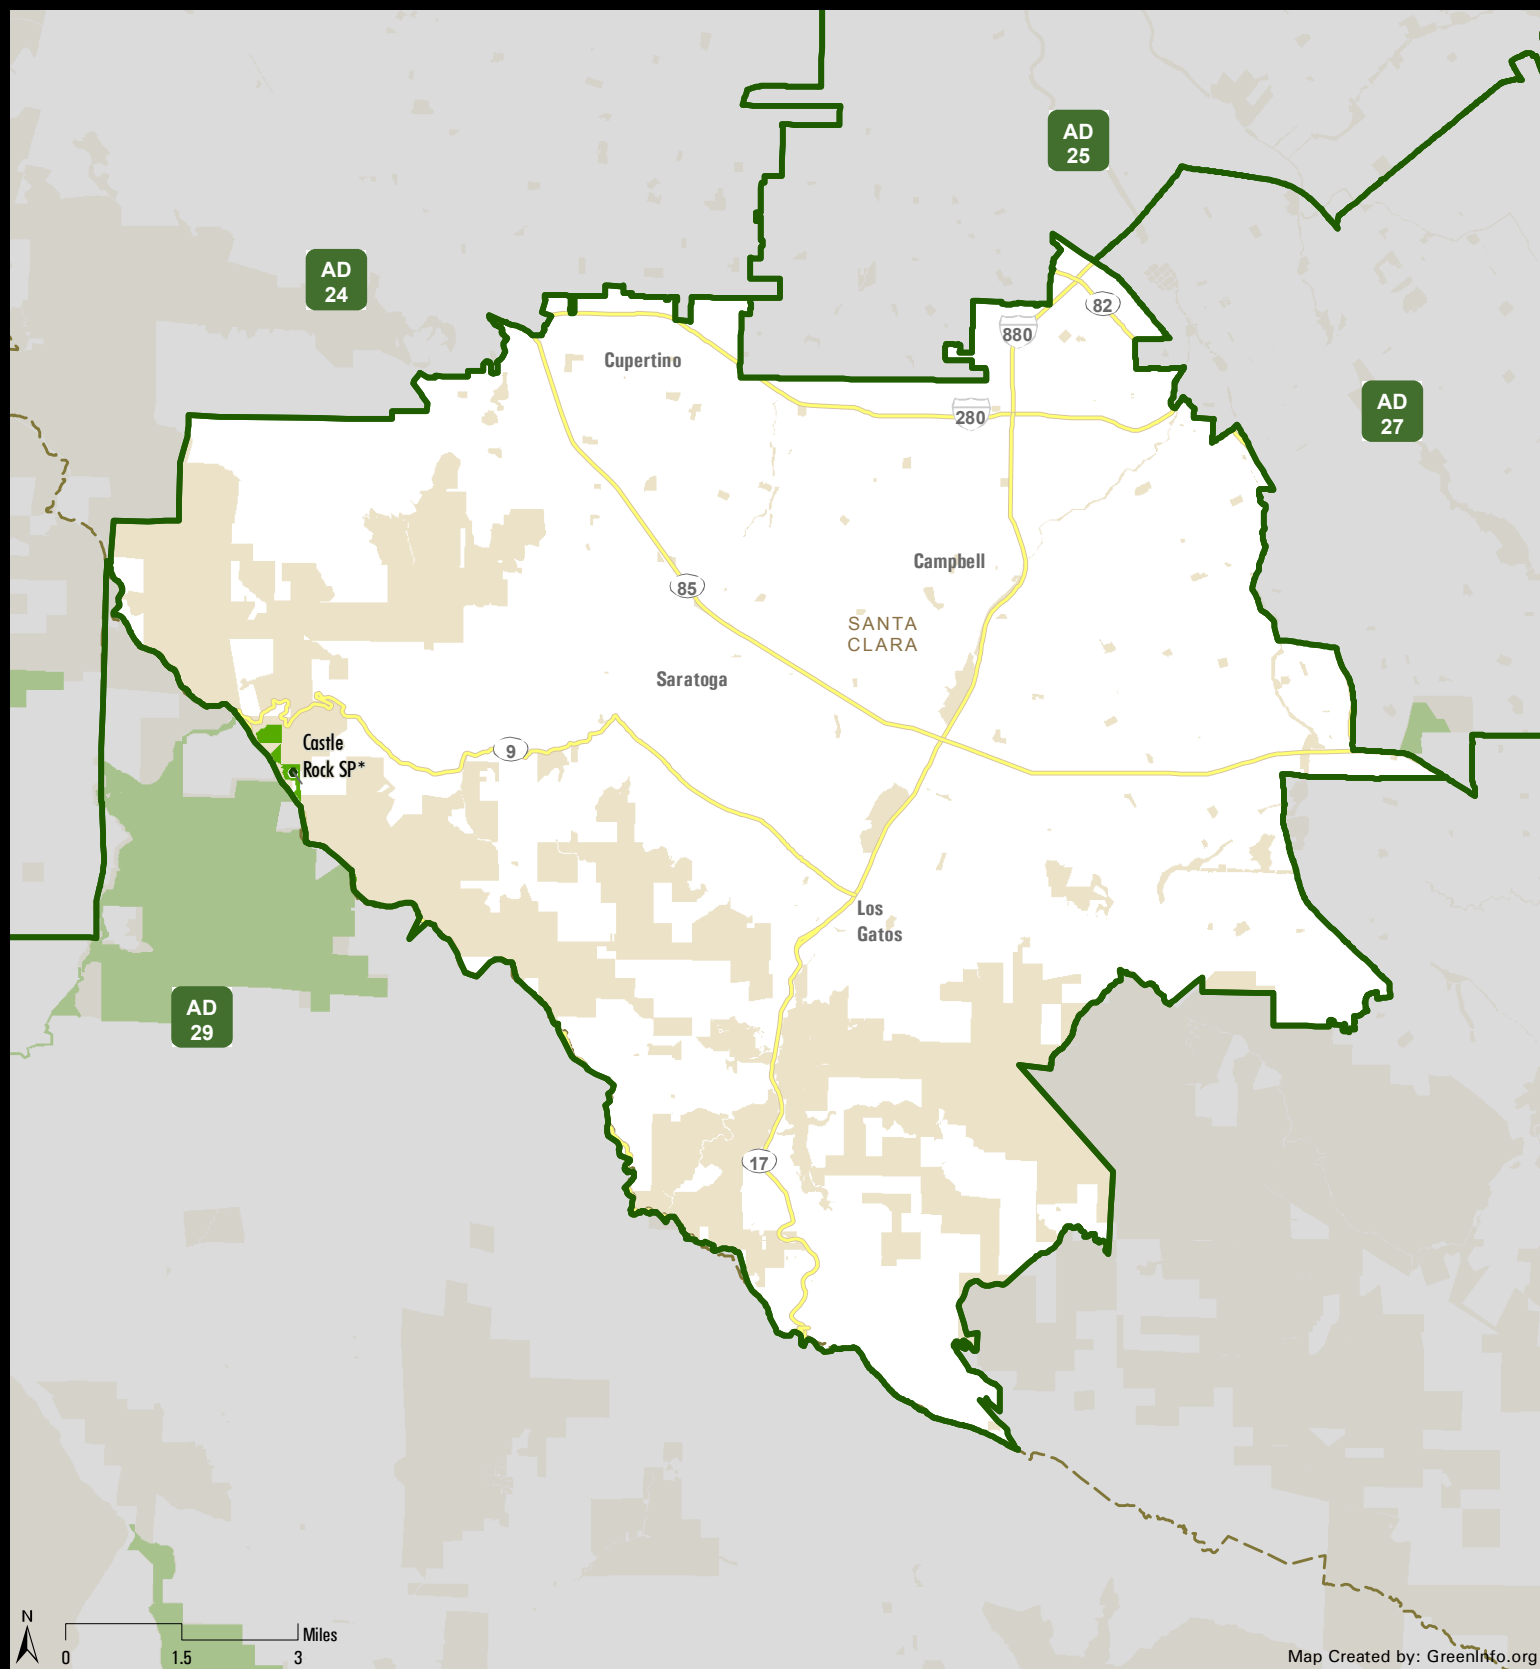 AD
25
AD
24
82
880
Cupertino
AD
27
280
Campbell
85
SANTA
CLARA
Saratoga
Castle
Rock SP*
9
Los
Gatos
AD
29
17
N
Miles
0
1.5
3
Map Created by: GreenInfo.org